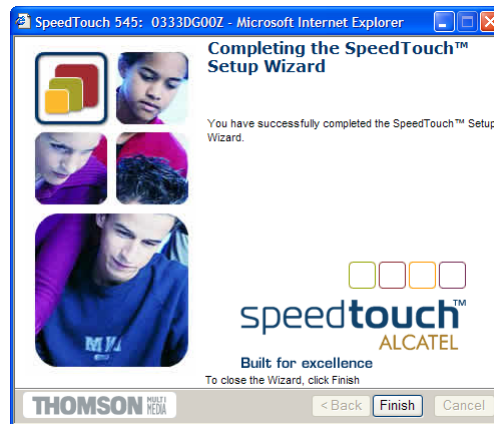 SpeedTouch 545: 0333DG00Z - Microsoft Internet Explorer
Completing the SpeedTouch™
Setup Wizard
You have successfully completed the SpeedTouch™ Setup
Wizard.
speedtouch™
ALCATEL
Built for excellence
To close the Wizard, click Finish
THOMSON MULTI
MEDIA
< Back Finish Cancel